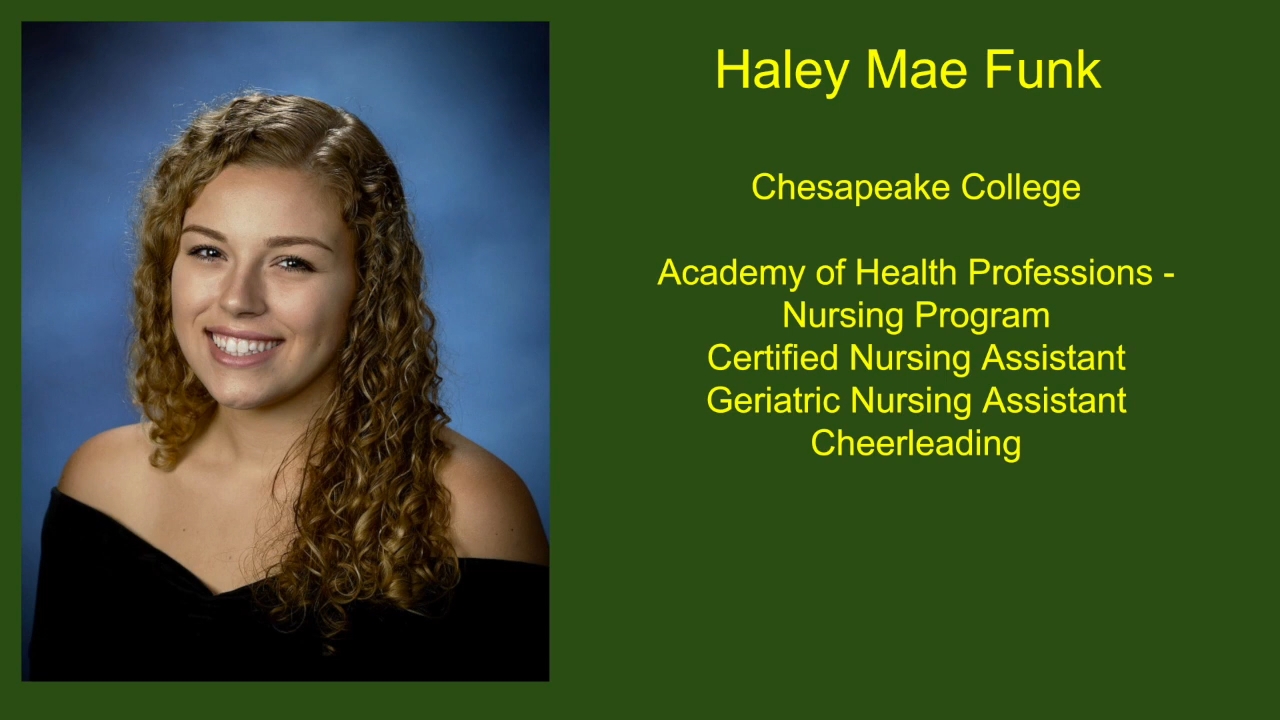 Haley Mae Funk
Chesapeake College
Academy of Health Professions -
Nursing Program
Certified Nursing Assistant
Geriatric Nursing Assistant
Cheerleading